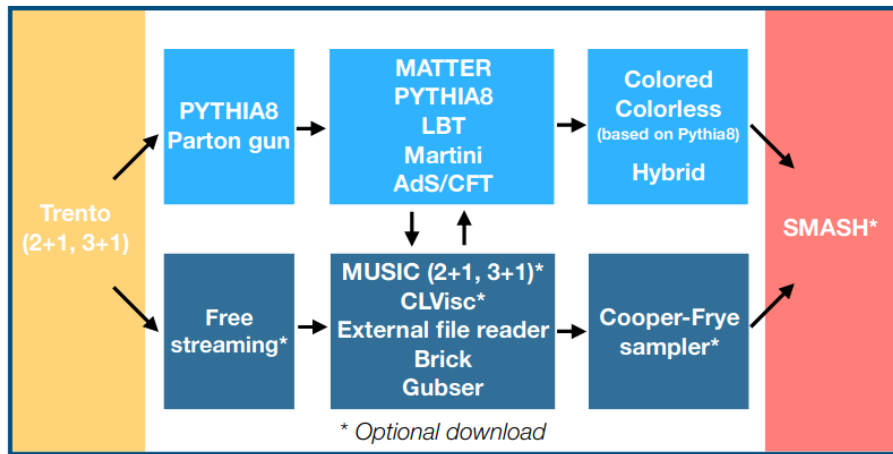 Trento
(2+1, 3+1)
PYTHIA8
Parton gun
MATTER
PYTHIA8
LBT
Martini
AdS/CFT
Colored
Colorless
(based on Pythia8)
Hybrid
Free
streaming*
MUSIC (2+1, 3+1)*
CLVisc*
External file reader
Brick
Gubser
Cooper-Frye
sampler*
SMASH*
* Optional download